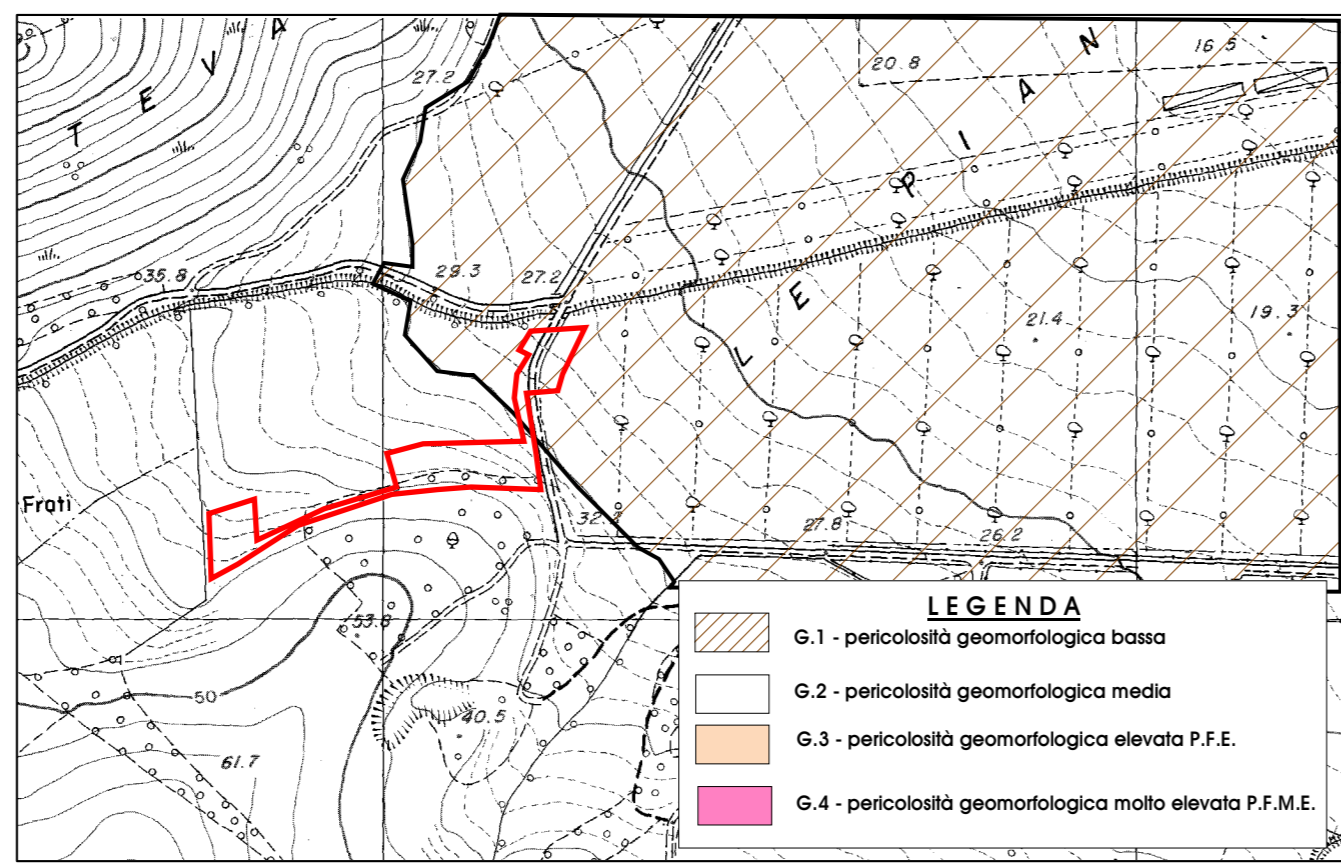 T E V A
27.2
20.8
16.5
L E P I A N
35.8
29.3
27.2
21.4
19.3
Frati
32.2
27.8
26.2
53.8
50
40.5
61.7
LEGENDA
G.1 - pericolosità geomorfologica bassa
G.2 - pericolosità geomorfologica media
G.3 - pericolosità geomorfologica elevata P.F.E.
G.4 - pericolosità geomorfologica molto elevata P.F.M.E.